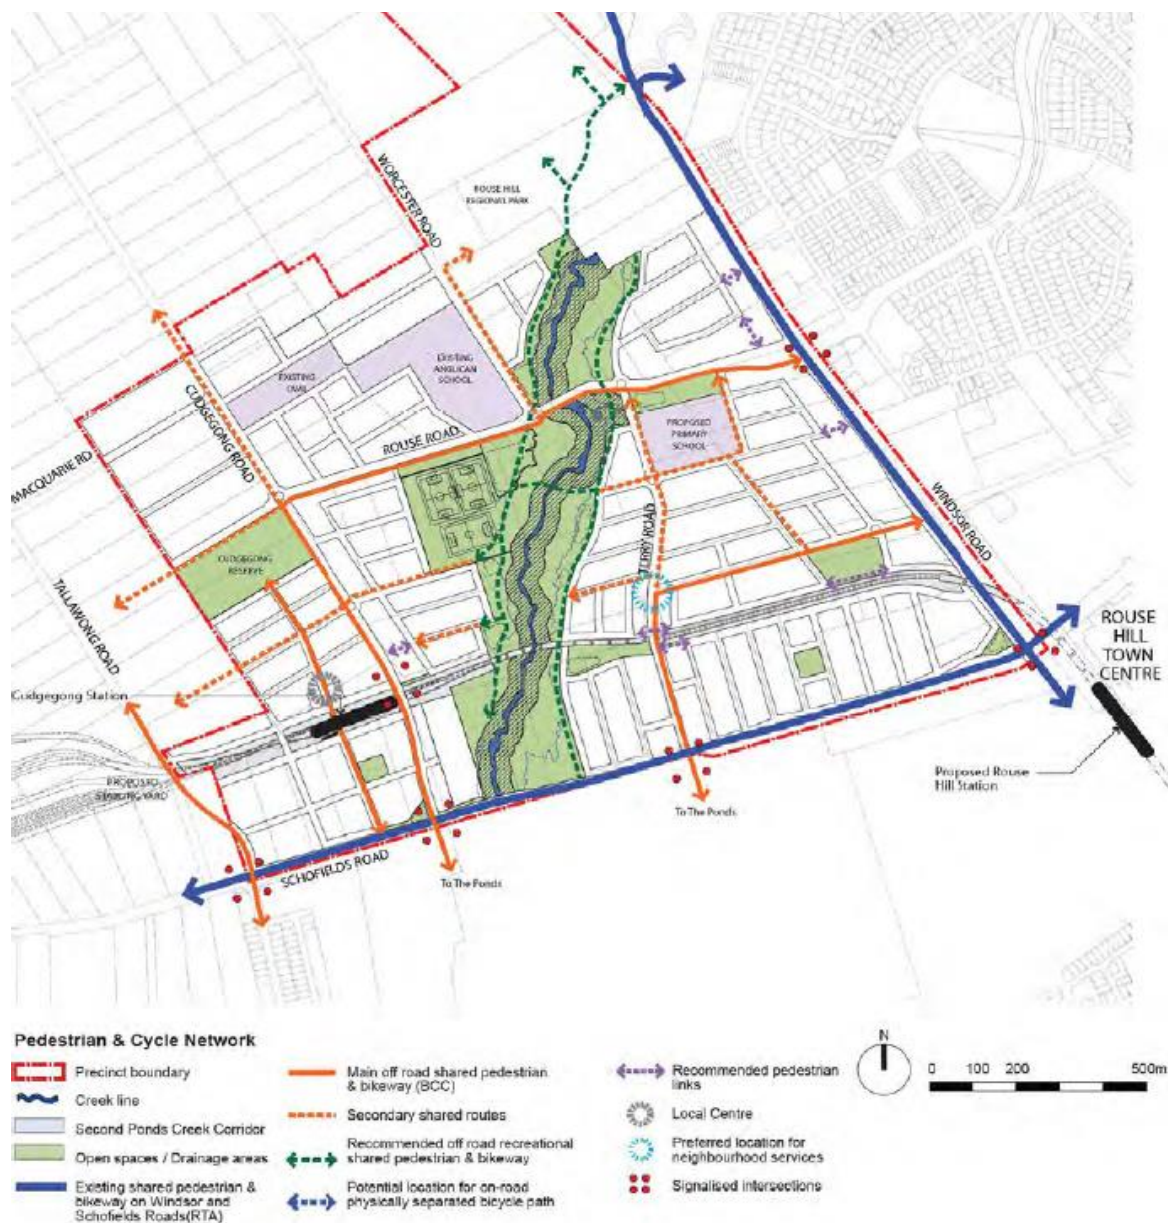 WORCESTER ROAD
ROUSE HILL
REGIONAL PARK
EXISTING
OWL
EXISTING
ANGLICAN
SCHOOL
CUDGEGONG ROAD
ROUSE ROAD
PROPOSED
PRIMARY
SCHOOL
MACQUARIE RD
WINDSOR ROAD
TERRY ROAD
CUDGEGONG
RESERVE
TALLAWONG ROAD
ROUSE
HILL
TOWN
CENTRE
Cudgegong Station
PROPOSED
STABLING YARD
Proposed Rouse
Hill Station
To The Ponds
SCHOFIELDS ROAD
To The Ponds
Pedestrian & Cycle Network
Precinct boundary
Creek line
Second Ponds Creek Corridor
Open spaces / Drainage areas
Existing shared pedestrian &
bikeway on Windsor and
Schofields Roads(RTA)
Main off road shared pedestrian
& bikeway (BCC)
Secondary shared routes
Recommended off road recreational
shared pedestrian & bikeway
Potential location for on-road
physically separated bicycle path
Recommended pedestrian
links
Local Centre
Preferred location for
neighbourhood services
Signalised intersections
N
0 100 200 500m